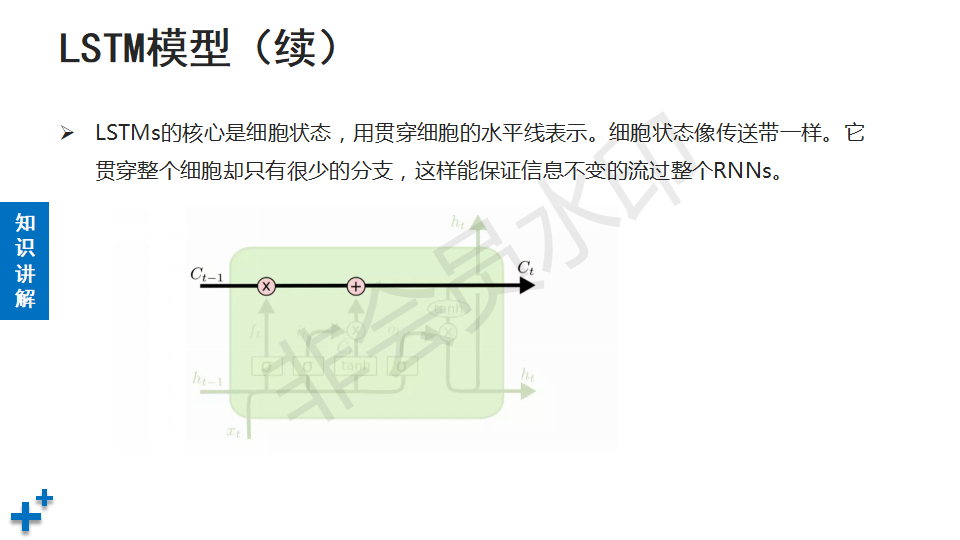 LSTM模型（续）
➢ LSTMs的核心是细胞状态，用贯穿细胞的水平线表示。细胞状态像传送带一样。它
贯穿整个细胞却只有很少的分支，这样能保证信息不变的流过整个RNNs。
知
识
讲
解
h_t
C_{t-1}
C_t
f_t
i_t
o_t
tanh
σ σ tanh σ
h_{t-1}
h_t
x_t
非会员水印